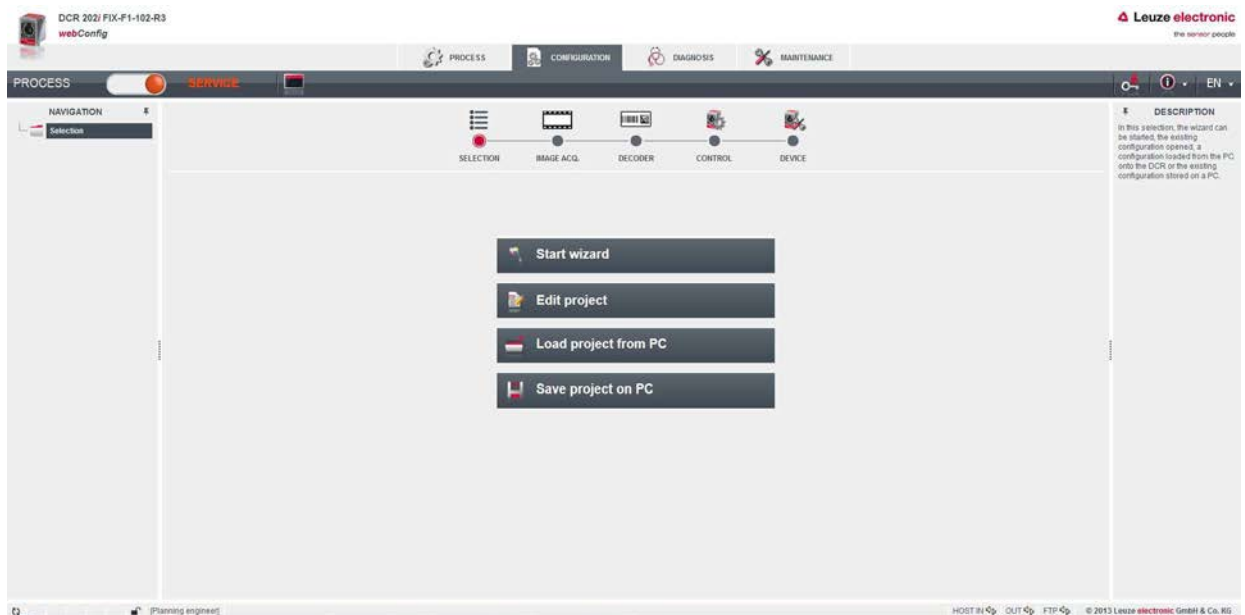 DCR 202i FIX-F1-102-R3
webConfig
Leuze electronic
the sensor people
PROCESS
CONFIGURATION
DIAGNOSIS
MAINTENANCE
PROCESS
SERVICE
EN
NAVIGATION
Selection
SELECTION
IMAGE ACQ.
DECODER
CONTROL
DEVICE
DESCRIPTION
In this selection, the wizard can
be started, the existing
configuration opened, a
configuration loaded from the PC
onto the DCR or the existing
configuration stored on a PC.
Start wizard
Edit project
Load project from PC
Save project on PC
[Planning engineer]
HOST IN OUT FTP © 2013 Leuze electronic GmbH & Co. KG